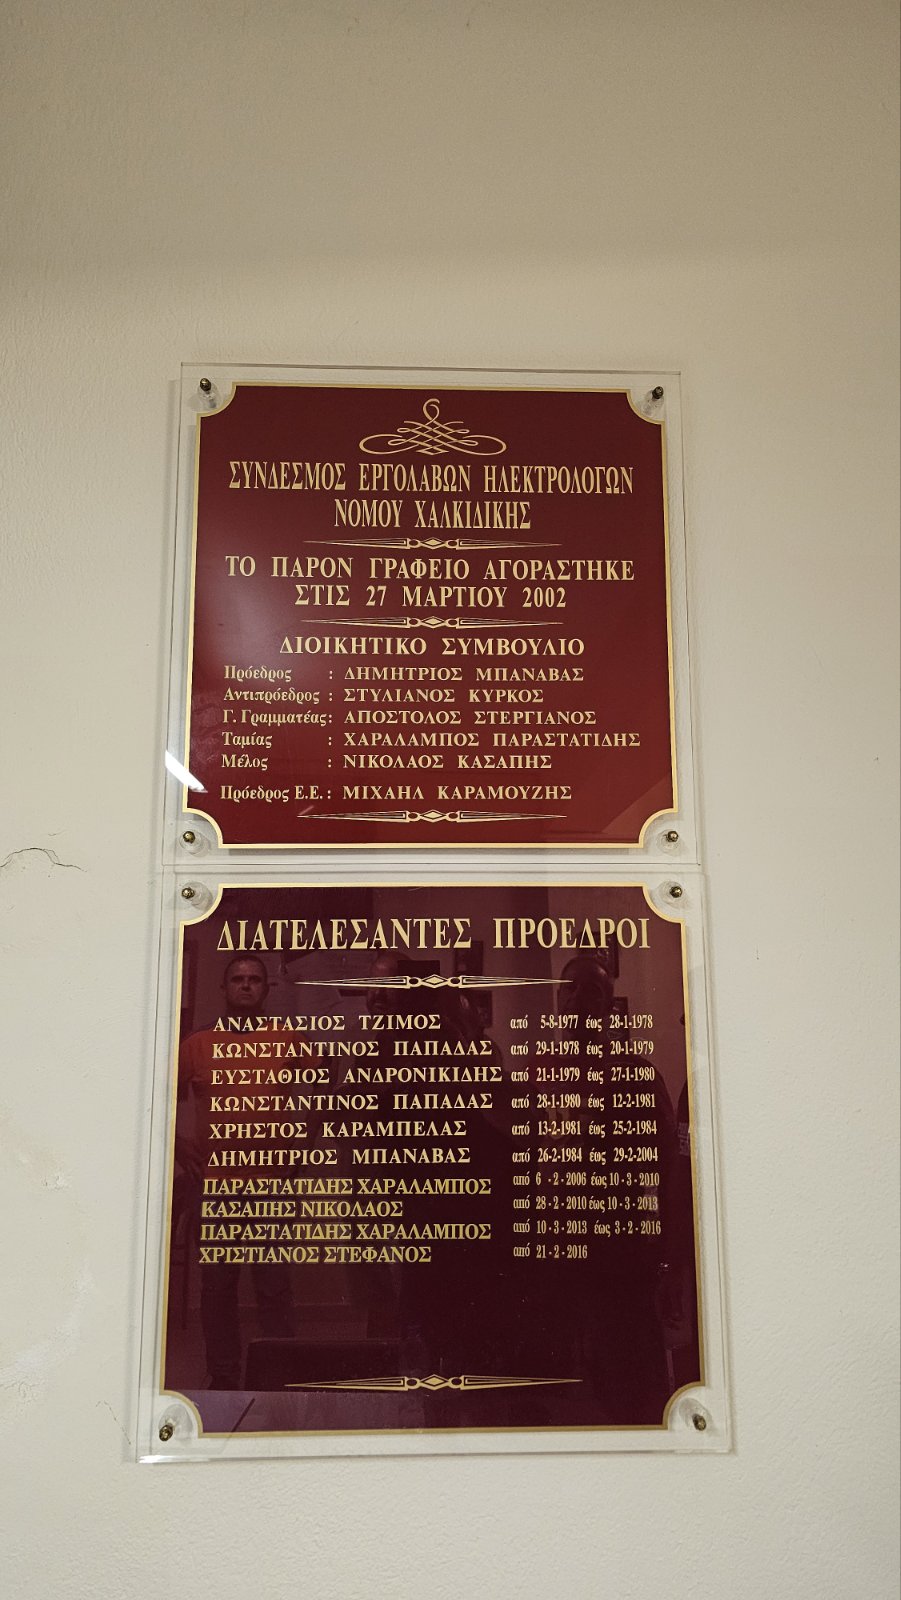 ΣΥΝΔΕΣΜΟΣ ΕΡΓΟΛΑΒΩΝ ΗΛΕΚΤΡΟΛΟΓΩΝ
ΝΟΜΟΥ ΧΑΛΚΙΔΙΚΗΣ
ΤΟ ΠΑΡΟΝ ΓΡΑΦΕΙΟ ΑΓΟΡΑΣΤΗΚΕ
ΣΤΙΣ 27 ΜΑΡΤΙΟΥ 2002
ΔΙΟΙΚΗΤΙΚΟ ΣΥΜΒΟΥΛΙΟ
Πρόεδρος : ΔΗΜΗΤΡΙΟΣ ΜΠΑΝΑΒΑΣ
Αντιπρόεδρος : ΣΤΥΛΙΑΝΟΣ ΚΥΡΚΟΣ
Γ. Γραμματέας: ΑΠΟΣΤΟΛΟΣ ΣΤΕΡΓΙΑΝΟΣ
Ταμίας : ΧΑΡΑΛΑΜΠΟΣ ΠΑΡΑΣΤΑΤΙΔΗΣ
Μέλος : ΝΙΚΟΛΑΟΣ ΚΑΣΑΠΗΣ
Πρόεδρος Ε.Ε. : ΜΙΧΑΗΛ ΚΑΡΑΜΟΥΖΗΣ
ΔΙΑΤΕΛΕΣΑΝΤΕΣ ΠΡΟΕΔΡΟΙ
ΑΝΑΣΤΑΣΙΟΣ ΤΖΙΜΟΣ από 5-8-1977 έως 28-1-1978
ΚΩΝΣΤΑΝΤΙΝΟΣ ΠΑΠΑΔΑΣ από 29-1-1978 έως 20-1-1979
ΕΥΣΤΑΘΙΟΣ ΑΝΔΡΟΝΙΚΙΔΗΣ από 21-1-1979 έως 27-1-1980
ΚΩΝΣΤΑΝΤΙΝΟΣ ΠΑΠΑΔΑΣ από 28-1-1980 έως 12-2-1981
ΧΡΗΣΤΟΣ ΚΑΡΑΜΠΕΛΑΣ από 13-2-1981 έως 25-2-1984
ΔΗΜΗΤΡΙΟΣ ΜΠΑΝΑΒΑΣ από 26-2-1984 έως 29-2-2004
ΠΑΡΑΣΤΑΤΙΔΗΣ ΧΑΡΑΛΑΜΠΟΣ από 6 - 2 - 2006 έως 10 - 3 - 2010
ΚΑΣΑΠΗΣ ΝΙΚΟΛΑΟΣ από 28 - 2 - 2010 έως 10 - 3 - 2013
ΠΑΡΑΣΤΑΤΙΔΗΣ ΧΑΡΑΛΑΜΠΟΣ από 10 - 3 - 2013 έως 3 - 2 - 2016
ΧΡΙΣΤΙΑΝΟΣ ΣΤΕΦΑΝΟΣ από 21 - 2 - 2016